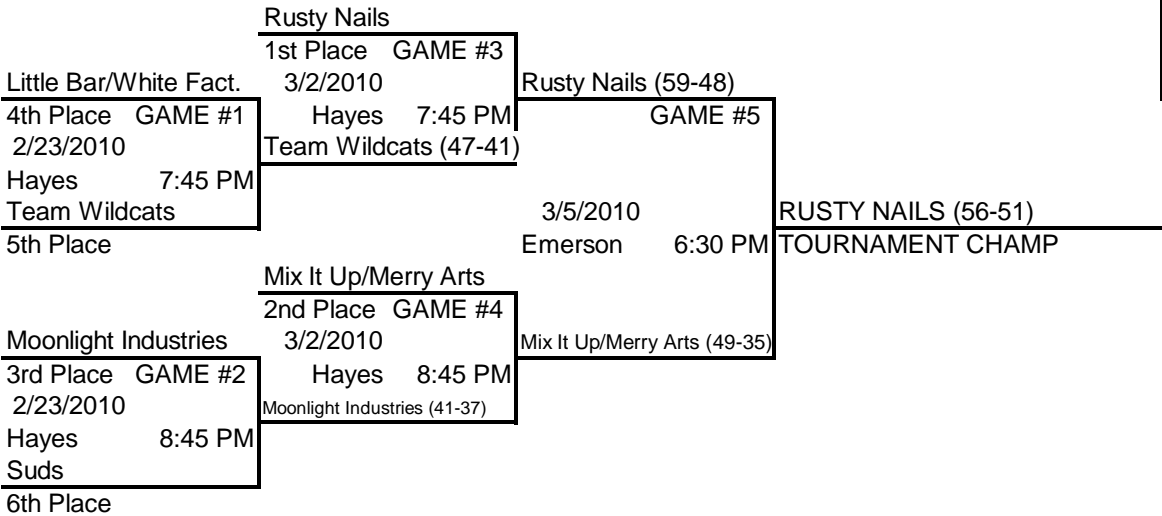 Rusty Nails
1st Place GAME #3
Little Bar/White Fact. 3/2/2010 Rusty Nails (59-48)
4th Place GAME #1 Hayes 7:45 PM GAME #5
2/23/2010 Team Wildcats (47-41)
Hayes 7:45 PM
Team Wildcats 3/5/2010 RUSTY NAILS (56-51)
5th Place Emerson 6:30 PM TOURNAMENT CHAMP
Mix It Up/Merry Arts
2nd Place GAME #4
Moonlight Industries 3/2/2010 Mix It Up/Merry Arts (49-35)
3rd Place GAME #2 Hayes 8:45 PM
2/23/2010 Moonlight Industries (41-37)
Hayes 8:45 PM
Suds
6th Place